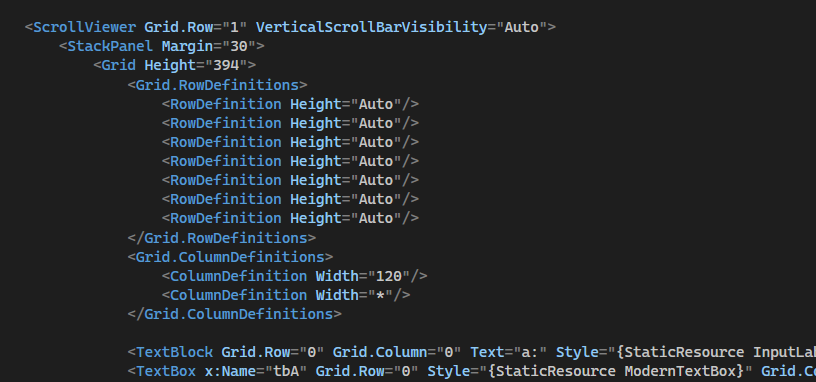 <ScrollViewer Grid.Row="1" VerticalScrollBarVisibility="Auto">
<StackPanel Margin="30">
<Grid Height="394">
<Grid.RowDefinitions>
<RowDefinition Height="Auto"/>
<RowDefinition Height="Auto"/>
<RowDefinition Height="Auto"/>
<RowDefinition Height="Auto"/>
<RowDefinition Height="Auto"/>
<RowDefinition Height="Auto"/>
<RowDefinition Height="Auto"/>
</Grid.RowDefinitions>
<Grid.ColumnDefinitions>
<ColumnDefinition Width="120"/>
<ColumnDefinition Width="*"/>
</Grid.ColumnDefinitions>
<TextBlock Grid.Row="0" Grid.Column="0" Text="a:" Style="{StaticResource InputLab
<TextBox x:Name="tbA" Grid.Row="0" Style="{StaticResource ModernTextBox}" Grid.Co